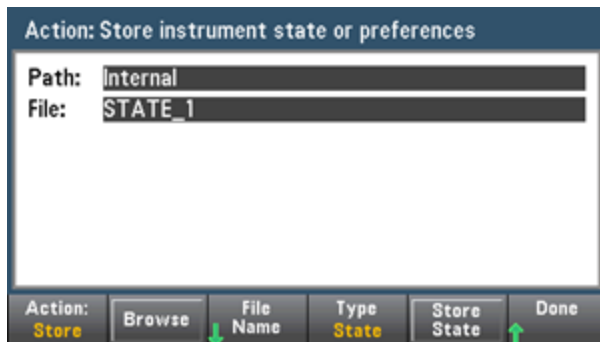 Action: Store instrument state or preferences
Path: Internal
File: STATE_1
Action: Store
Browse
File Name
Type State
Store State
Done